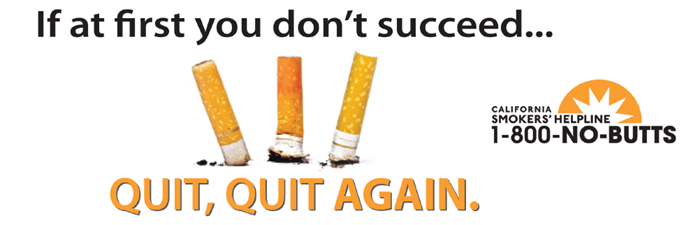 If at first you don't succeed...
QUIT, QUIT AGAIN.
CALIFORNIA
SMOKERS' HELPLINE
1-800-NO-BUTTS